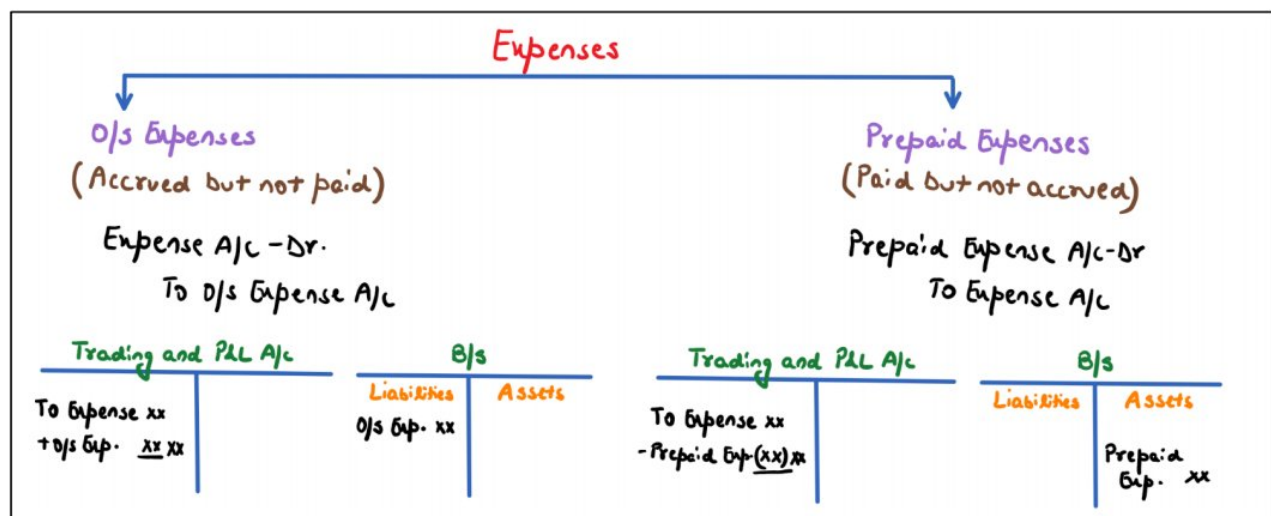 Expenses
O/s Expenses
(Accrued but not paid)
Expense A/c -Dr.
To O/s Expense A/c
Trading and P&L A/c
To Expense xx
+ O/s Exp. xx xx
B/s
Liabilities Assets
O/s Exp. xx
Prepaid Expenses
(Paid but not accrued)
Prepaid Expense A/c-Dr
To Expense A/c
Trading and P&L A/c
To Expense xx
- Prepaid Exp (xx) xx
B/s
Liabilities Assets
Prepaid
Exp. xx